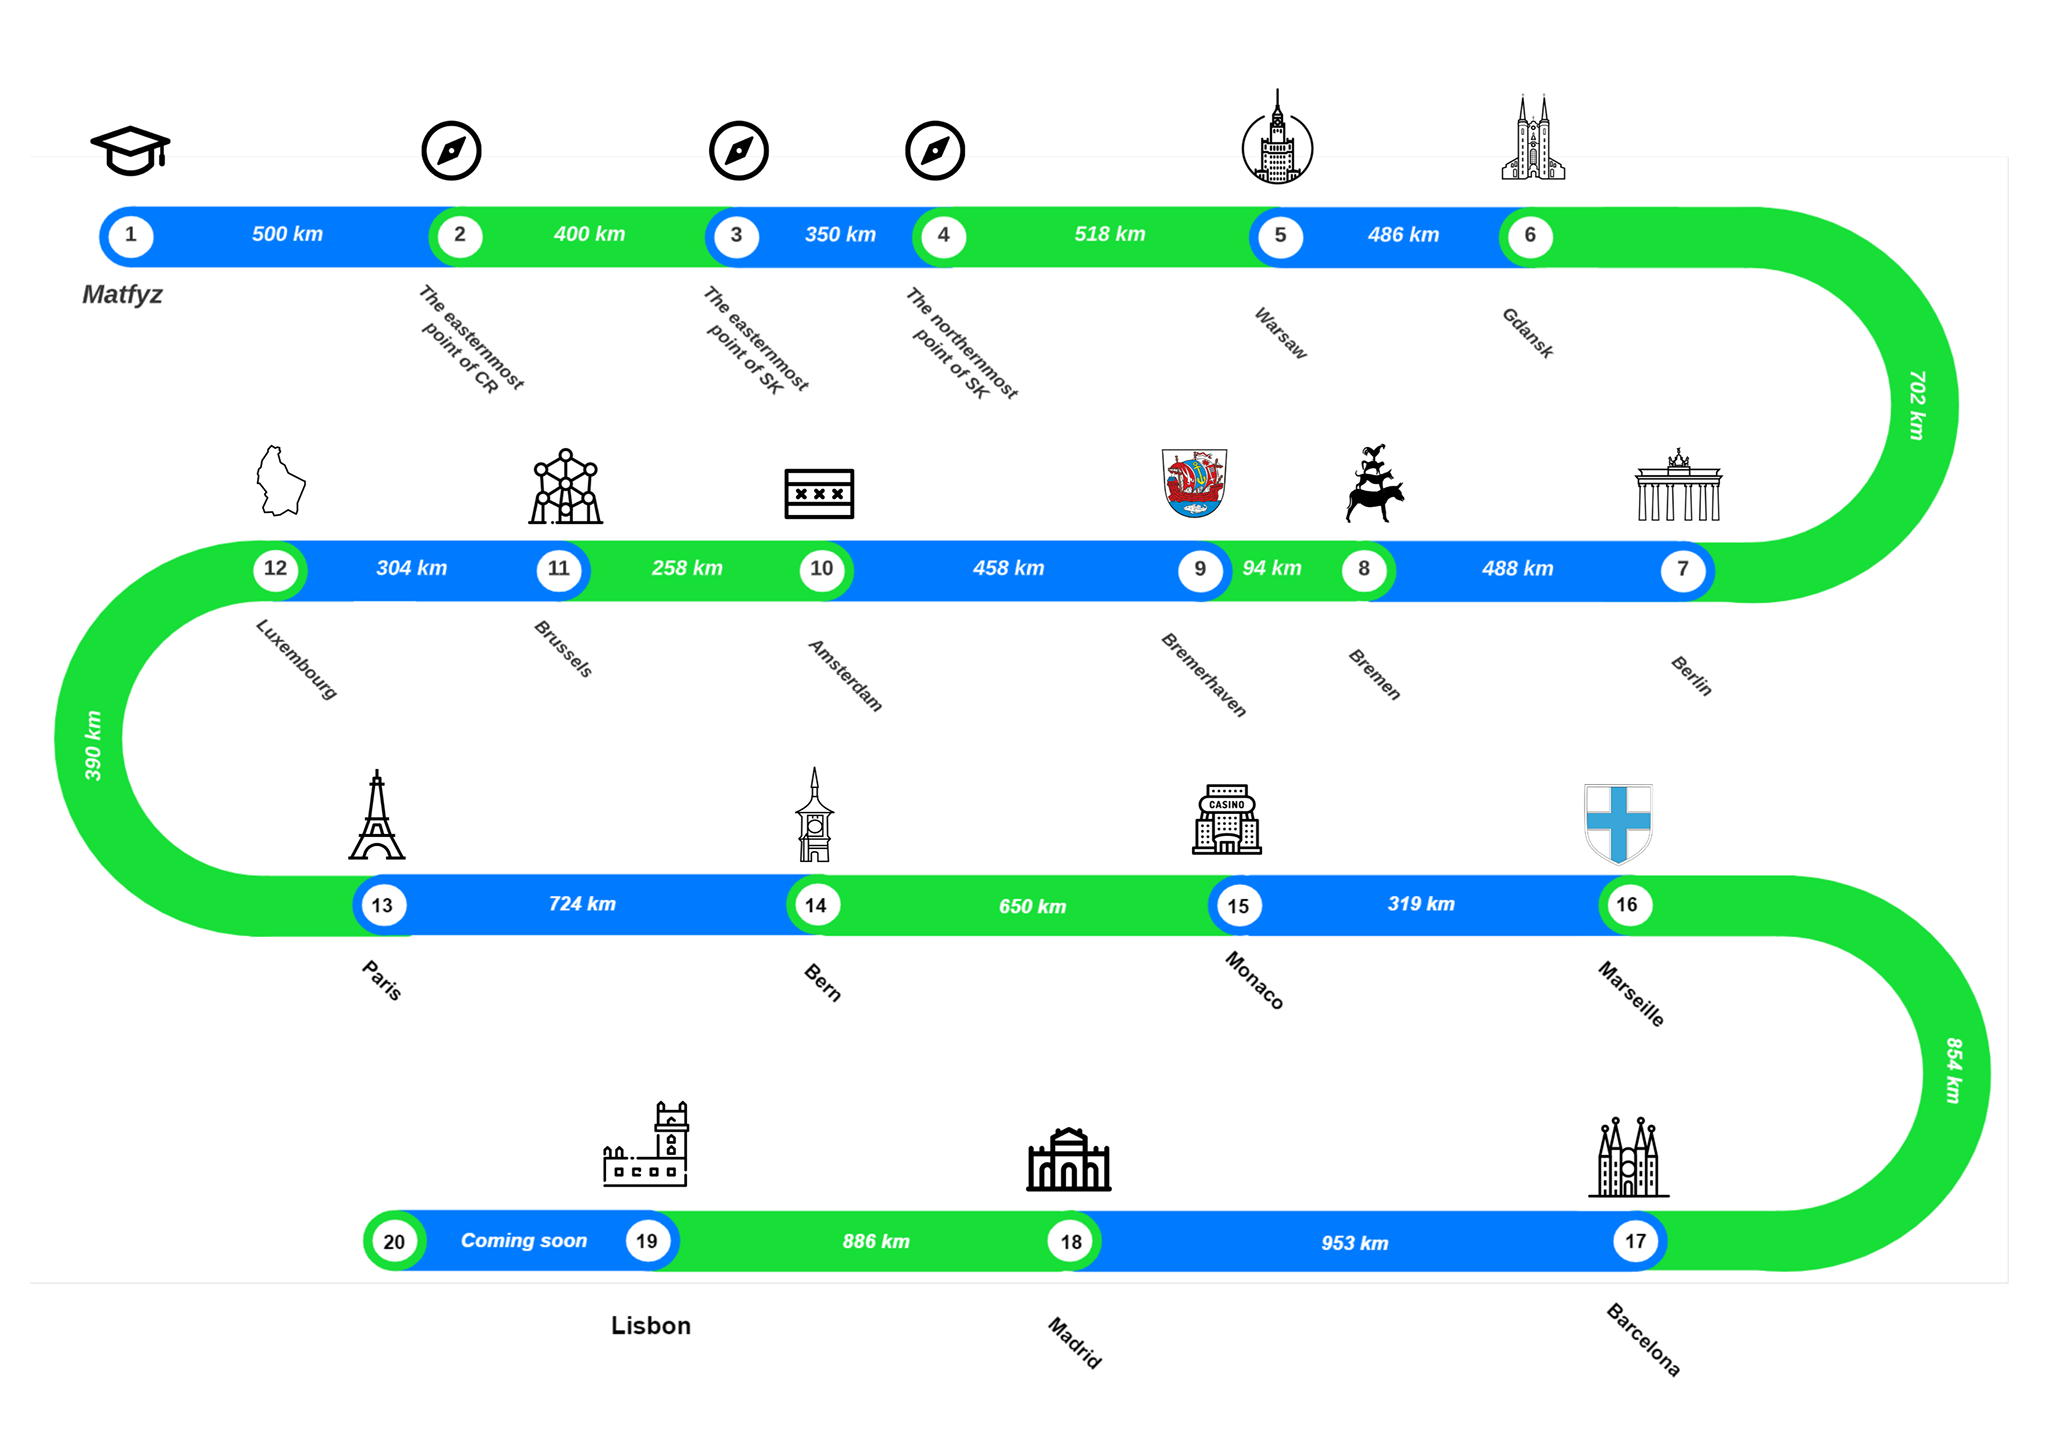 1
500 km
2
400 km
3
350 km
4
518 km
5
486 km
6
Matfyz
The easternmost
point of CR
The easternmost
point of SK
The northernmost
point of SK
Warsaw
Gdansk
702 km
12
304 km
11
258 km
10
458 km
9
94 km
8
488 km
7
Luxembourg
Brussels
Amsterdam
Bremerhaven
Bremen
Berlin
390 km
CASINO
13
724 km
14
650 km
15
319 km
16
Paris
Bern
Monaco
Marseille
854 km
20
Coming soon
19
886 km
18
953 km
17
Lisbon
Madrid
Barcelona